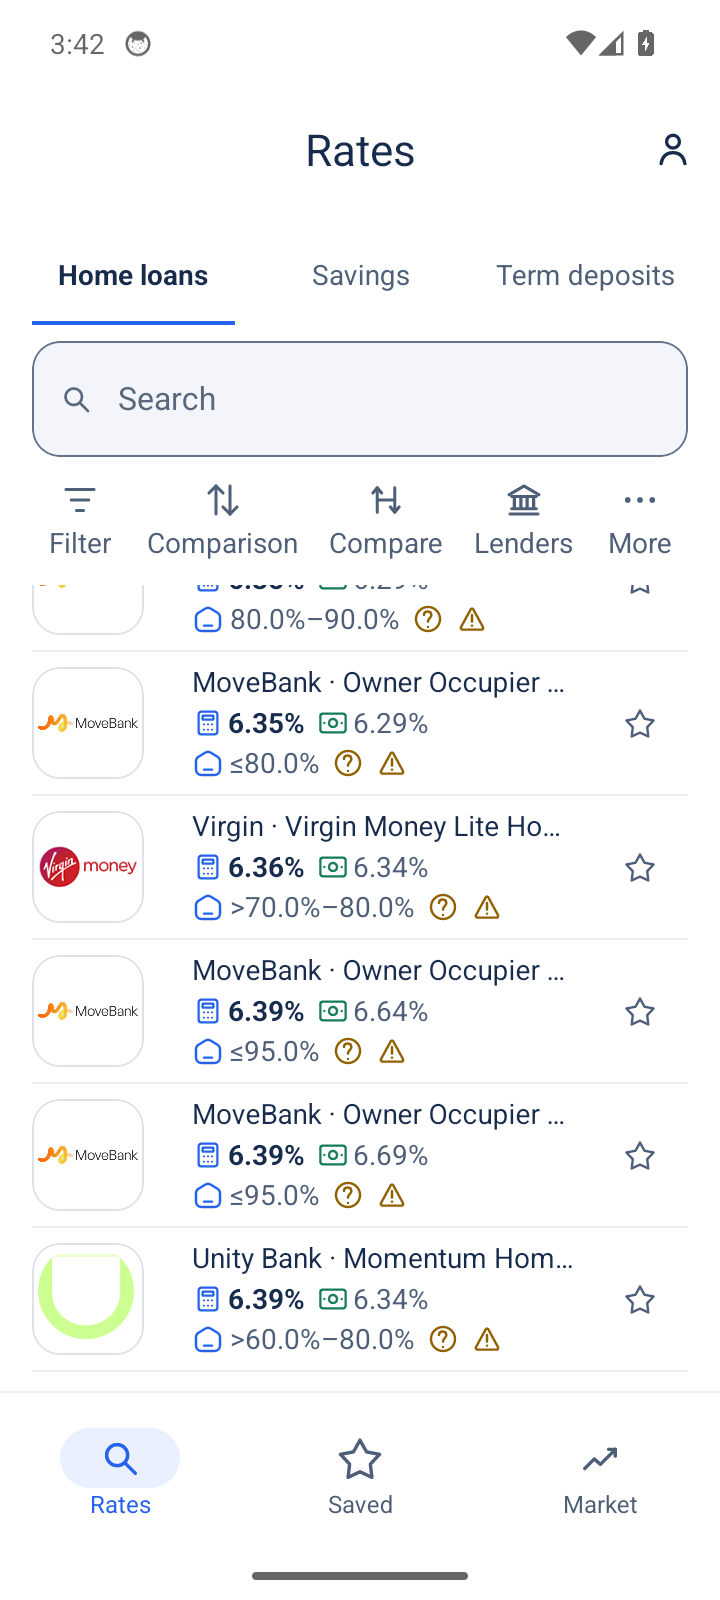 3:42
Rates
Home loans
Savings
Term deposits
Search
Filter
Comparison
Compare
Lenders
More
80.0%–90.0%
MoveBank
MoveBank · Owner Occupier ...
6.35% 6.29%
≤80.0%
Virgin money
Virgin · Virgin Money Lite Ho...
6.36% 6.34%
>70.0%–80.0%
MoveBank
MoveBank · Owner Occupier ...
6.39% 6.64%
≤95.0%
MoveBank
MoveBank · Owner Occupier ...
6.39% 6.69%
≤95.0%
Unity Bank · Momentum Hom...
6.39% 6.34%
>60.0%–80.0%
Rates
Saved
Market